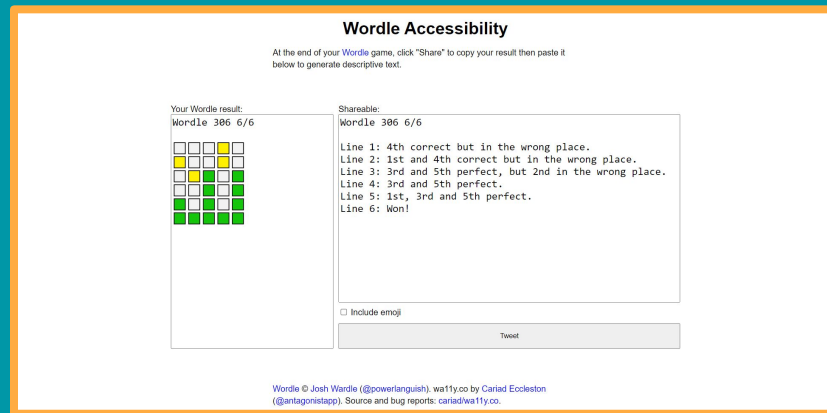 Wordle Accessibility
At the end of your Wordle game, click "Share" to copy your result then paste it
below to generate descriptive text.
Your Wordle result:
Wordle 306 6/6
Shareable:
Wordle 306 6/6
Line 1: 4th correct but in the wrong place.
Line 2: 1st and 4th correct but in the wrong place.
Line 3: 3rd and 5th perfect, but 2nd in the wrong place.
Line 4: 3rd and 5th perfect.
Line 5: 1st, 3rd and 5th perfect.
Line 6: Won!
Include emoji
Tweet
Wordle © Josh Wardle (@powerlanguish). wa11y.co by Cariad Eccleston
(@antagonistapp). Source and bug reports: cariad/wa11y.co.